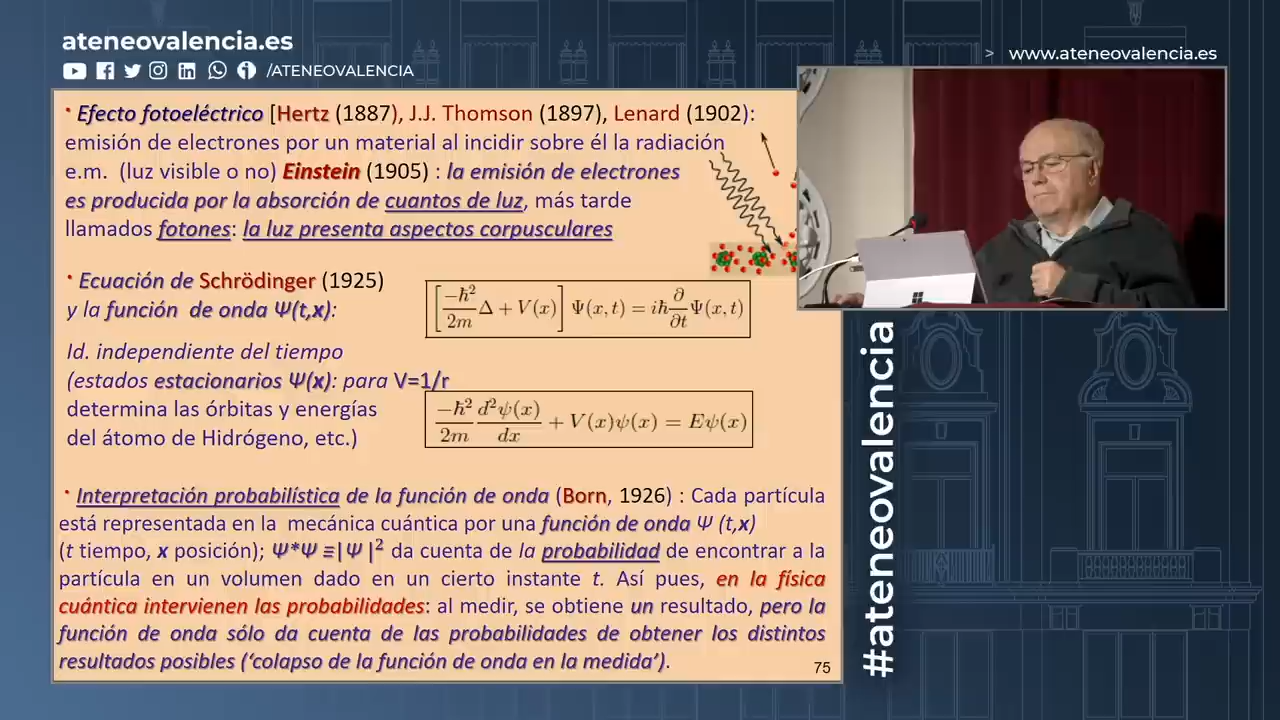 ateneovalencia.es
/ATENEOVALENCIA
> www.ateneovalencia.es
· Efecto fotoeléctrico [Hertz (1887), J.J. Thomson (1897), Lenard (1902):
emisión de electrones por un material al incidir sobre él la radiación
e.m. (luz visible o no) Einstein (1905) : la emisión de electrones
es producida por la absorción de cuantos de luz, más tarde
llamados fotones: la luz presenta aspectos corpusculares
· Ecuación de Schrödinger (1925)
y la función de onda Ψ(t,x):
[−ℏ²/2m Δ + V(x)] Ψ(x,t) = iℏ ∂/∂t Ψ(x,t)
Id. independiente del tiempo
(estados estacionarios Ψ(x): para V=1/r
determina las órbitas y energías
del átomo de Hidrógeno, etc.)
−ℏ²/2m d²ψ(x)/dx + V(x)ψ(x) = Eψ(x)
· Interpretación probabilística de la función de onda (Born, 1926) : Cada partícula
está representada en la mecánica cuántica por una función de onda Ψ (t,x)
(t tiempo, x posición); Ψ*Ψ ≡|Ψ |² da cuenta de la probabilidad de encontrar a la
partícula en un volumen dado en un cierto instante t. Así pues, en la física
cuántica intervienen las probabilidades: al medir, se obtiene un resultado, pero la
función de onda sólo da cuenta de las probabilidades de obtener los distintos
resultados posibles ('colapso de la función de onda en la medida').
75
#ateneovalencia